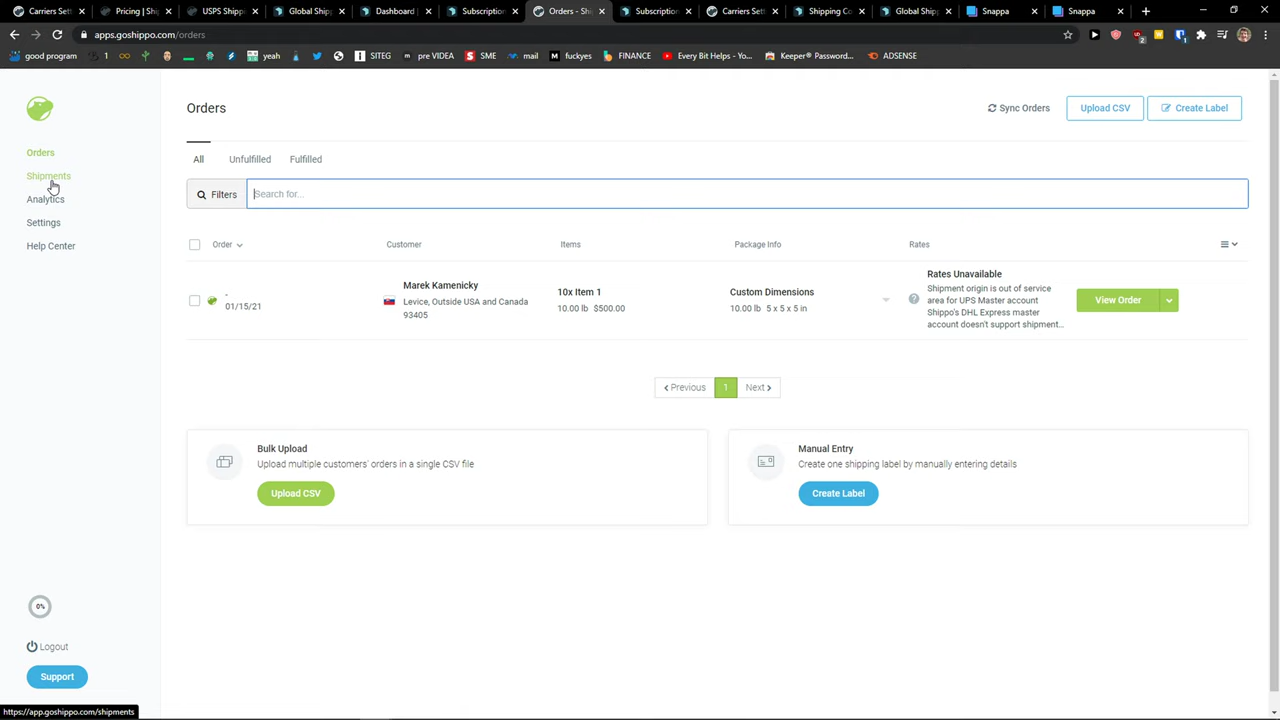 Carriers Sett
Pricing | Ship
USPS Shippi
Global Shipp
Dashboard |
Subscription
Orders - Shi
Subscription
Carriers Sett
Shipping Co
Global Shipp
Snappa
Snappa
apps.goshippo.com/orders
good program
1
yeah
SITEG
pre VIDEA
SME
mail
fuckyes
FINANCE
Every Bit Helps - Yo...
Keeper® Password...
ADSENSE
Orders
Sync Orders
Upload CSV
Create Label
Orders
Shipments
Analytics
Settings
Help Center
All
Unfulfilled
Fulfilled
Filters
Search for...
Order
Customer
Items
Package Info
Rates
-
01/15/21
Marek Kamenicky
Levice, Outside USA and Canada
93405
10x Item 1
10.00 lb $500.00
Custom Dimensions
10.00 lb 5 x 5 x 5 in
Rates Unavailable
Shipment origin is out of service
area for UPS Master account
Shippo's DHL Express master
account doesn't support shipment...
View Order
Previous
1
Next
Bulk Upload
Upload multiple customers' orders in a single CSV file
Upload CSV
Manual Entry
Create one shipping label by manually entering details
Create Label
0%
Logout
Support
https://app.goshippo.com/shipments